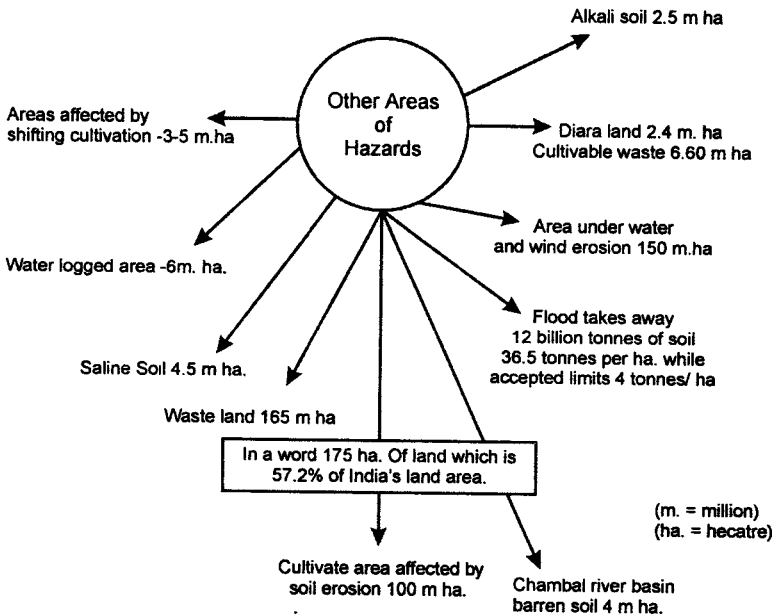 Alkali soil 2.5 m ha
Other Areas
of
Hazards
Areas affected by
shifting cultivation -3-5 m.ha
Diara land 2.4 m. ha
Cultivable waste 6.60 m ha
Area under water
and wind erosion 150 m.ha
Water logged area -6m. ha.
Flood takes away
12 billion tonnes of soil
36.5 tonnes per ha. while
accepted limits 4 tonnes/ ha
Saline Soil 4.5 m ha.
Waste land 165 m ha
In a word 175 ha. Of land which is
57.2% of India's land area.
(m. = million)
(ha. = hecatre)
Cultivate area affected by
soil erosion 100 m ha.
Chambal river basin
barren soil 4 m ha.